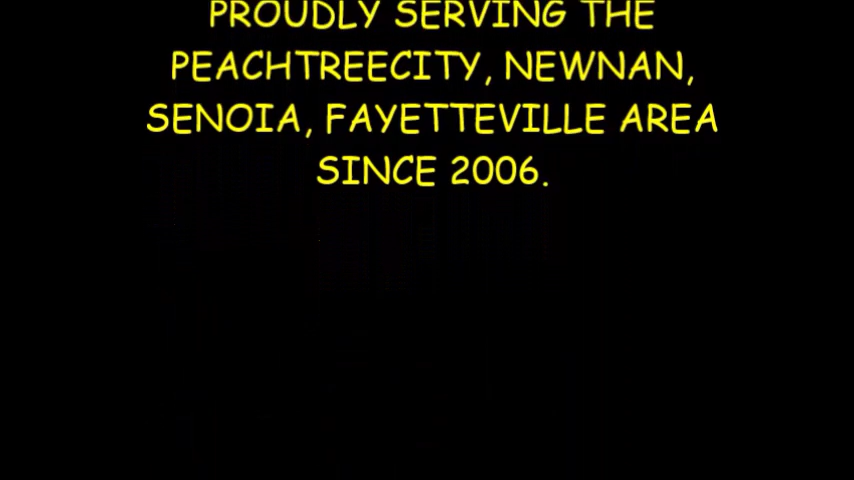 PROUDLY SERVING THE
PEACHTREECITY, NEWNAN,
SENOIA, FAYETTEVILLE AREA
SINCE 2006.